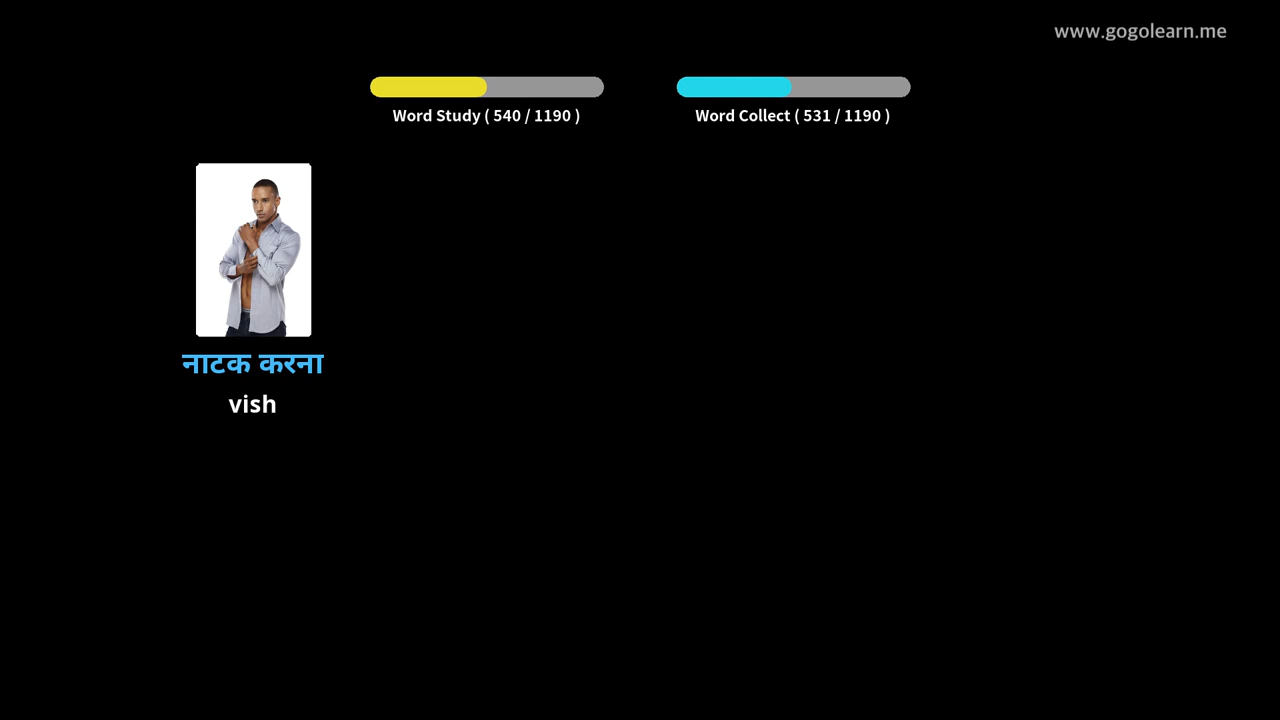 www.gogolearn.me
Word Study ( 540 / 1190 )
Word Collect ( 531 / 1190 )
नाटक करना
vish